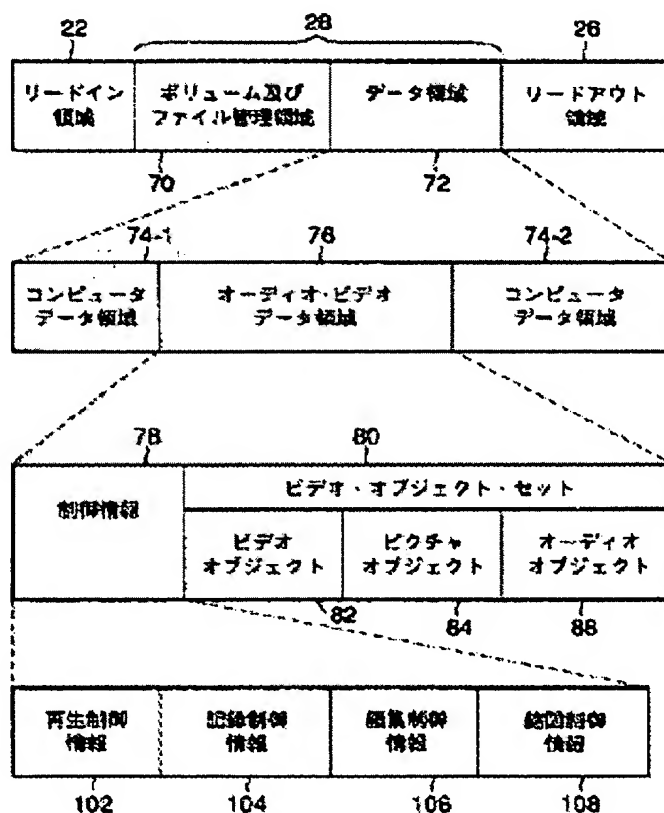 22 28 26
リードイン 領域
ボリューム及び ファイル管理領域
データ領域
リードアウト 領域
70 72
74-1 76 74-2
コンピュータ データ領域
オーディオ・ビデオ データ領域
コンピュータ データ領域
78 80
制御情報
ビデオ・オブジェクト・セット
ビデオ オブジェクト
ピクチャ オブジェクト
オーディオ オブジェクト
82 84 88
再生制御 情報
記録制御 情報
編集制御 情報
縮図制御 情報
102 104 106 108